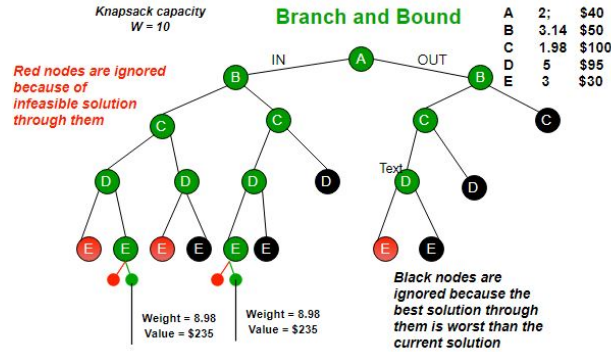 Knapsack capacity
W = 10
Branch and Bound
A 2; $40
B 3.14 $50
C 1.98 $100
D 5 $95
E 3 $30
Red nodes are ignored
because of
infeasible solution
through them
IN
OUT
A
B
B
C
C
C
C
Text
D
D
D
D
D
D
E
E
E
E
E
E
E
E
Weight = 8.98
Value = $235
Weight = 8.98
Value = $235
Black nodes are
ignored because the
best solution through
them is worst than the
current solution